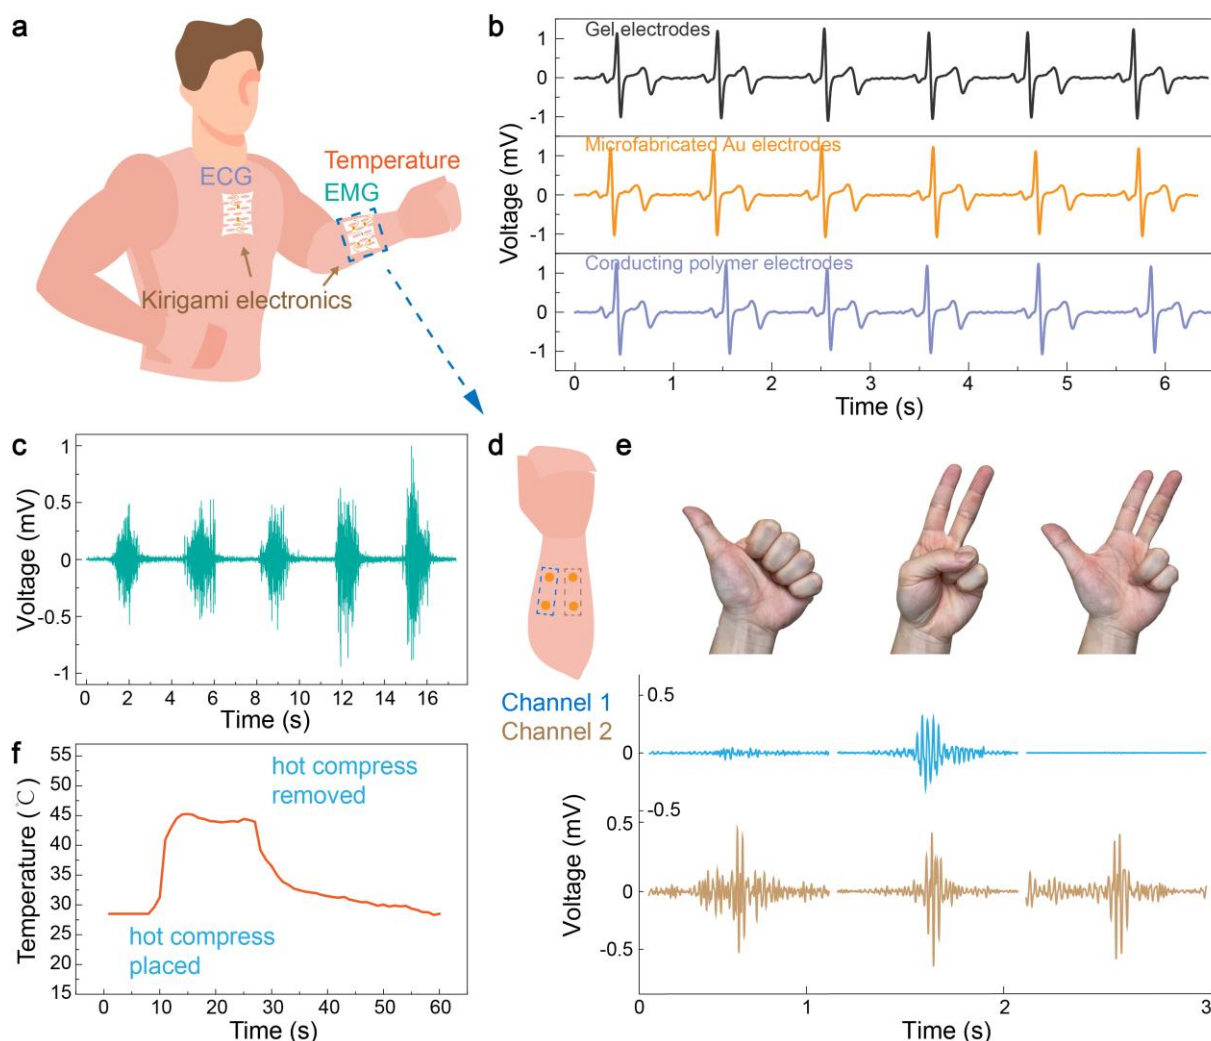 a
ECG
Temperature
EMG
Kirigami electronics
b
Voltage (mV)
Gel electrodes
1
0
-1
Microfabricated Au electrodes
1
0
-1
Conducting polymer electrodes
1
0
-1
0 1 2 3 4 5 6
Time (s)
c
Voltage (mV)
1
0.5
0
-0.5
-1
0 2 4 6 8 10 12 14 16
Time (s)
d
Channel 1
Channel 2
e
Voltage (mV)
0.5
0
-0.5
0.5
0
-0.5
0 1 2 3
Time (s)
f
Temperature (℃)
55
50
45
40
35
30
25
20
15
hot compress
removed
hot compress
placed
0 10 20 30 40 50 60
Time (s)